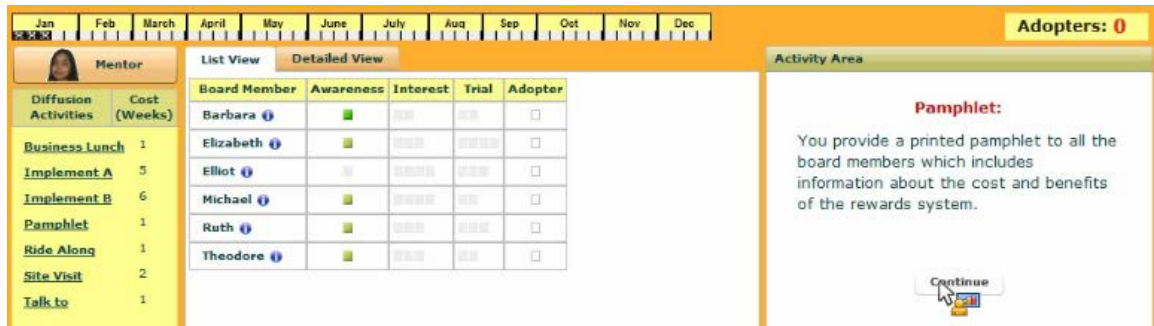 Jan Feb March April May June July Aug Sep Oct Nov Dec
Adopters: 0
Mentor
Diffusion Activities Cost (Weeks)
Business Lunch 1
Implement A 5
Implement B 6
Pamphlet 1
Ride Along 1
Site Visit 2
Talk to 1
List View Detailed View
Board Member Awareness Interest Trial Adopter
Barbara
Elizabeth
Elliot
Michael
Ruth
Theodore
Activity Area
Pamphlet:
You provide a printed pamphlet to all the
board members which includes
information about the cost and benefits
of the rewards system.
Continue